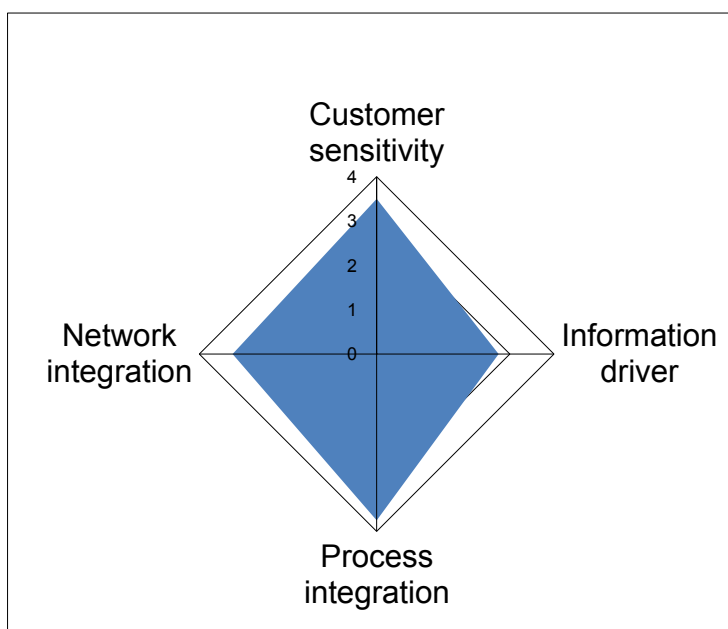 Customer
sensitivity
4
3
2
1
0
Network
integration
Information
driver
Process
integration